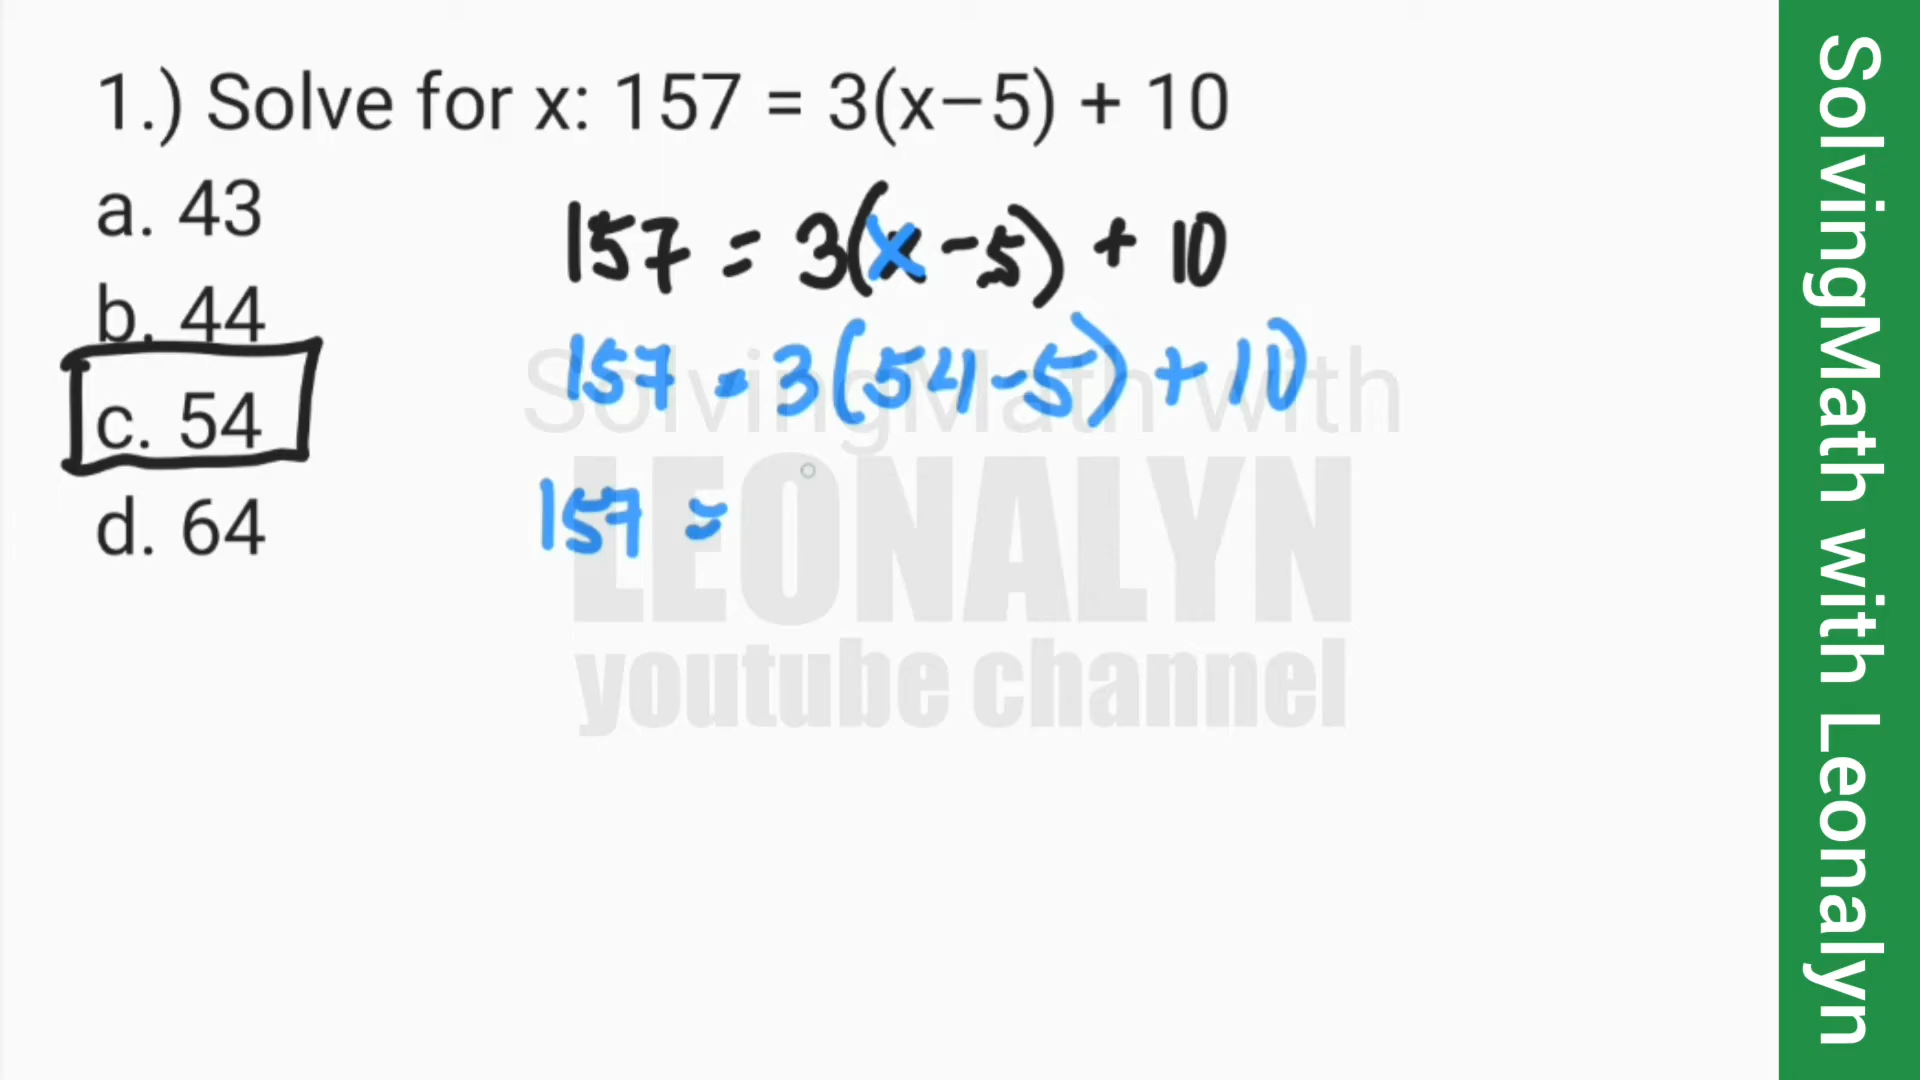 1.) Solve for x: 157 = 3(x–5) + 10
a. 43
b. 44
c. 54
d. 64
157 = 3(x-5) + 10
157 = 3(54-5) + 10
157 =
SolvingMath with
LEONALYN
youtube channel
SolvingMath with Leonalyn